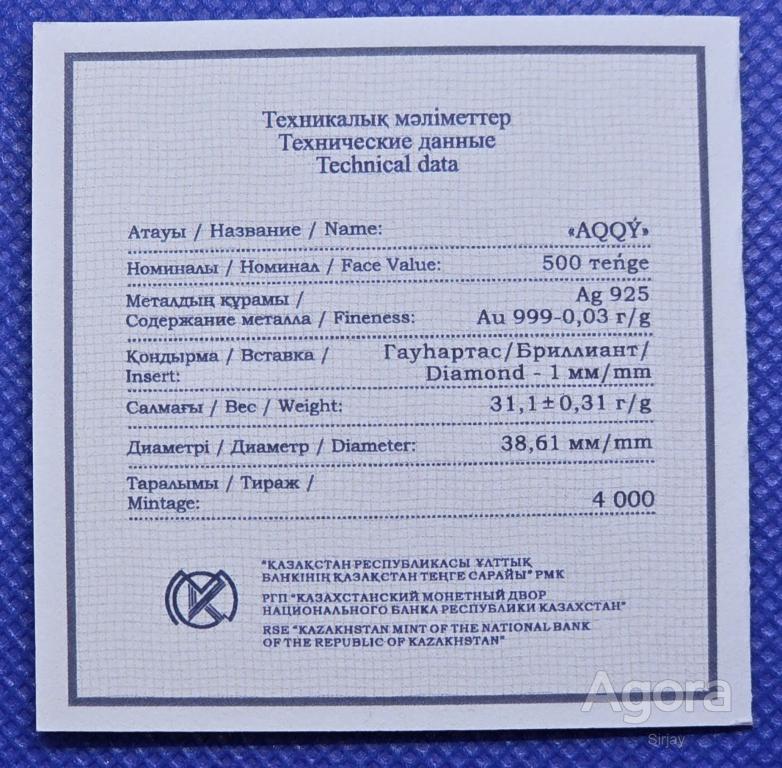 Техникалық мәліметтер
Технические данные
Technical data
Атауы / Название / Name: «AQQÝ»
Номиналы / Номинал / Face Value: 500 теńge
Металдың құрамы / Ag 925
Содержание металла / Fineness: Au 999-0,03 г/g
Қондырма / Вставка / Гауһартас/Бриллиант/
Insert: Diamond - 1 мм/mm
Салмағы / Вес / Weight: 31,1±0,31 г/g
Диаметрі / Диаметр / Diameter: 38,61 мм/mm
Таралымы / Тираж /
Mintage: 4 000
"ҚАЗАҚСТАН РЕСПУБЛИКАСЫ ҰЛТТЫҚ
БАНКІНІҢ ҚАЗАҚСТАН ТЕҢГЕ САРАЙЫ" РМК
РГП "КАЗАХСТАНСКИЙ МОНЕТНЫЙ ДВОР
НАЦИОНАЛЬНОГО БАНКА РЕСПУБЛИКИ КАЗАХСТАН"
RSE "KAZAKHSTAN MINT OF THE NATIONAL BANK
OF THE REPUBLIC OF KAZAKHSTAN"
Agora
Sirjay